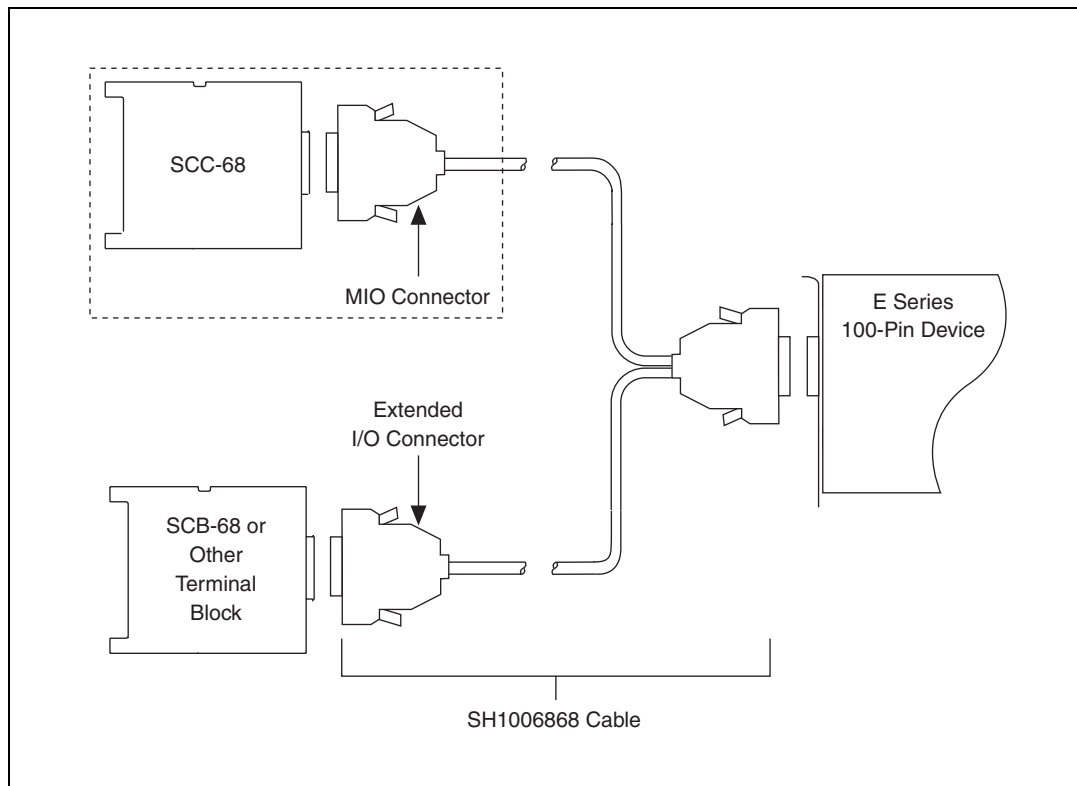 SCC-68
MIO Connector
E Series
100-Pin Device
Extended
I/O Connector
SCB-68 or
Other
Terminal
Block
SH1006868 Cable